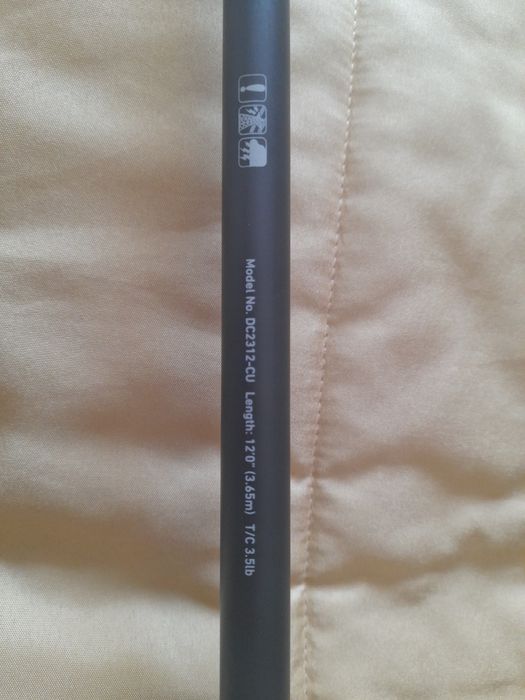 Model No. DC2312-CU Length: 12'0" (3.65m) T/C 3.5lb